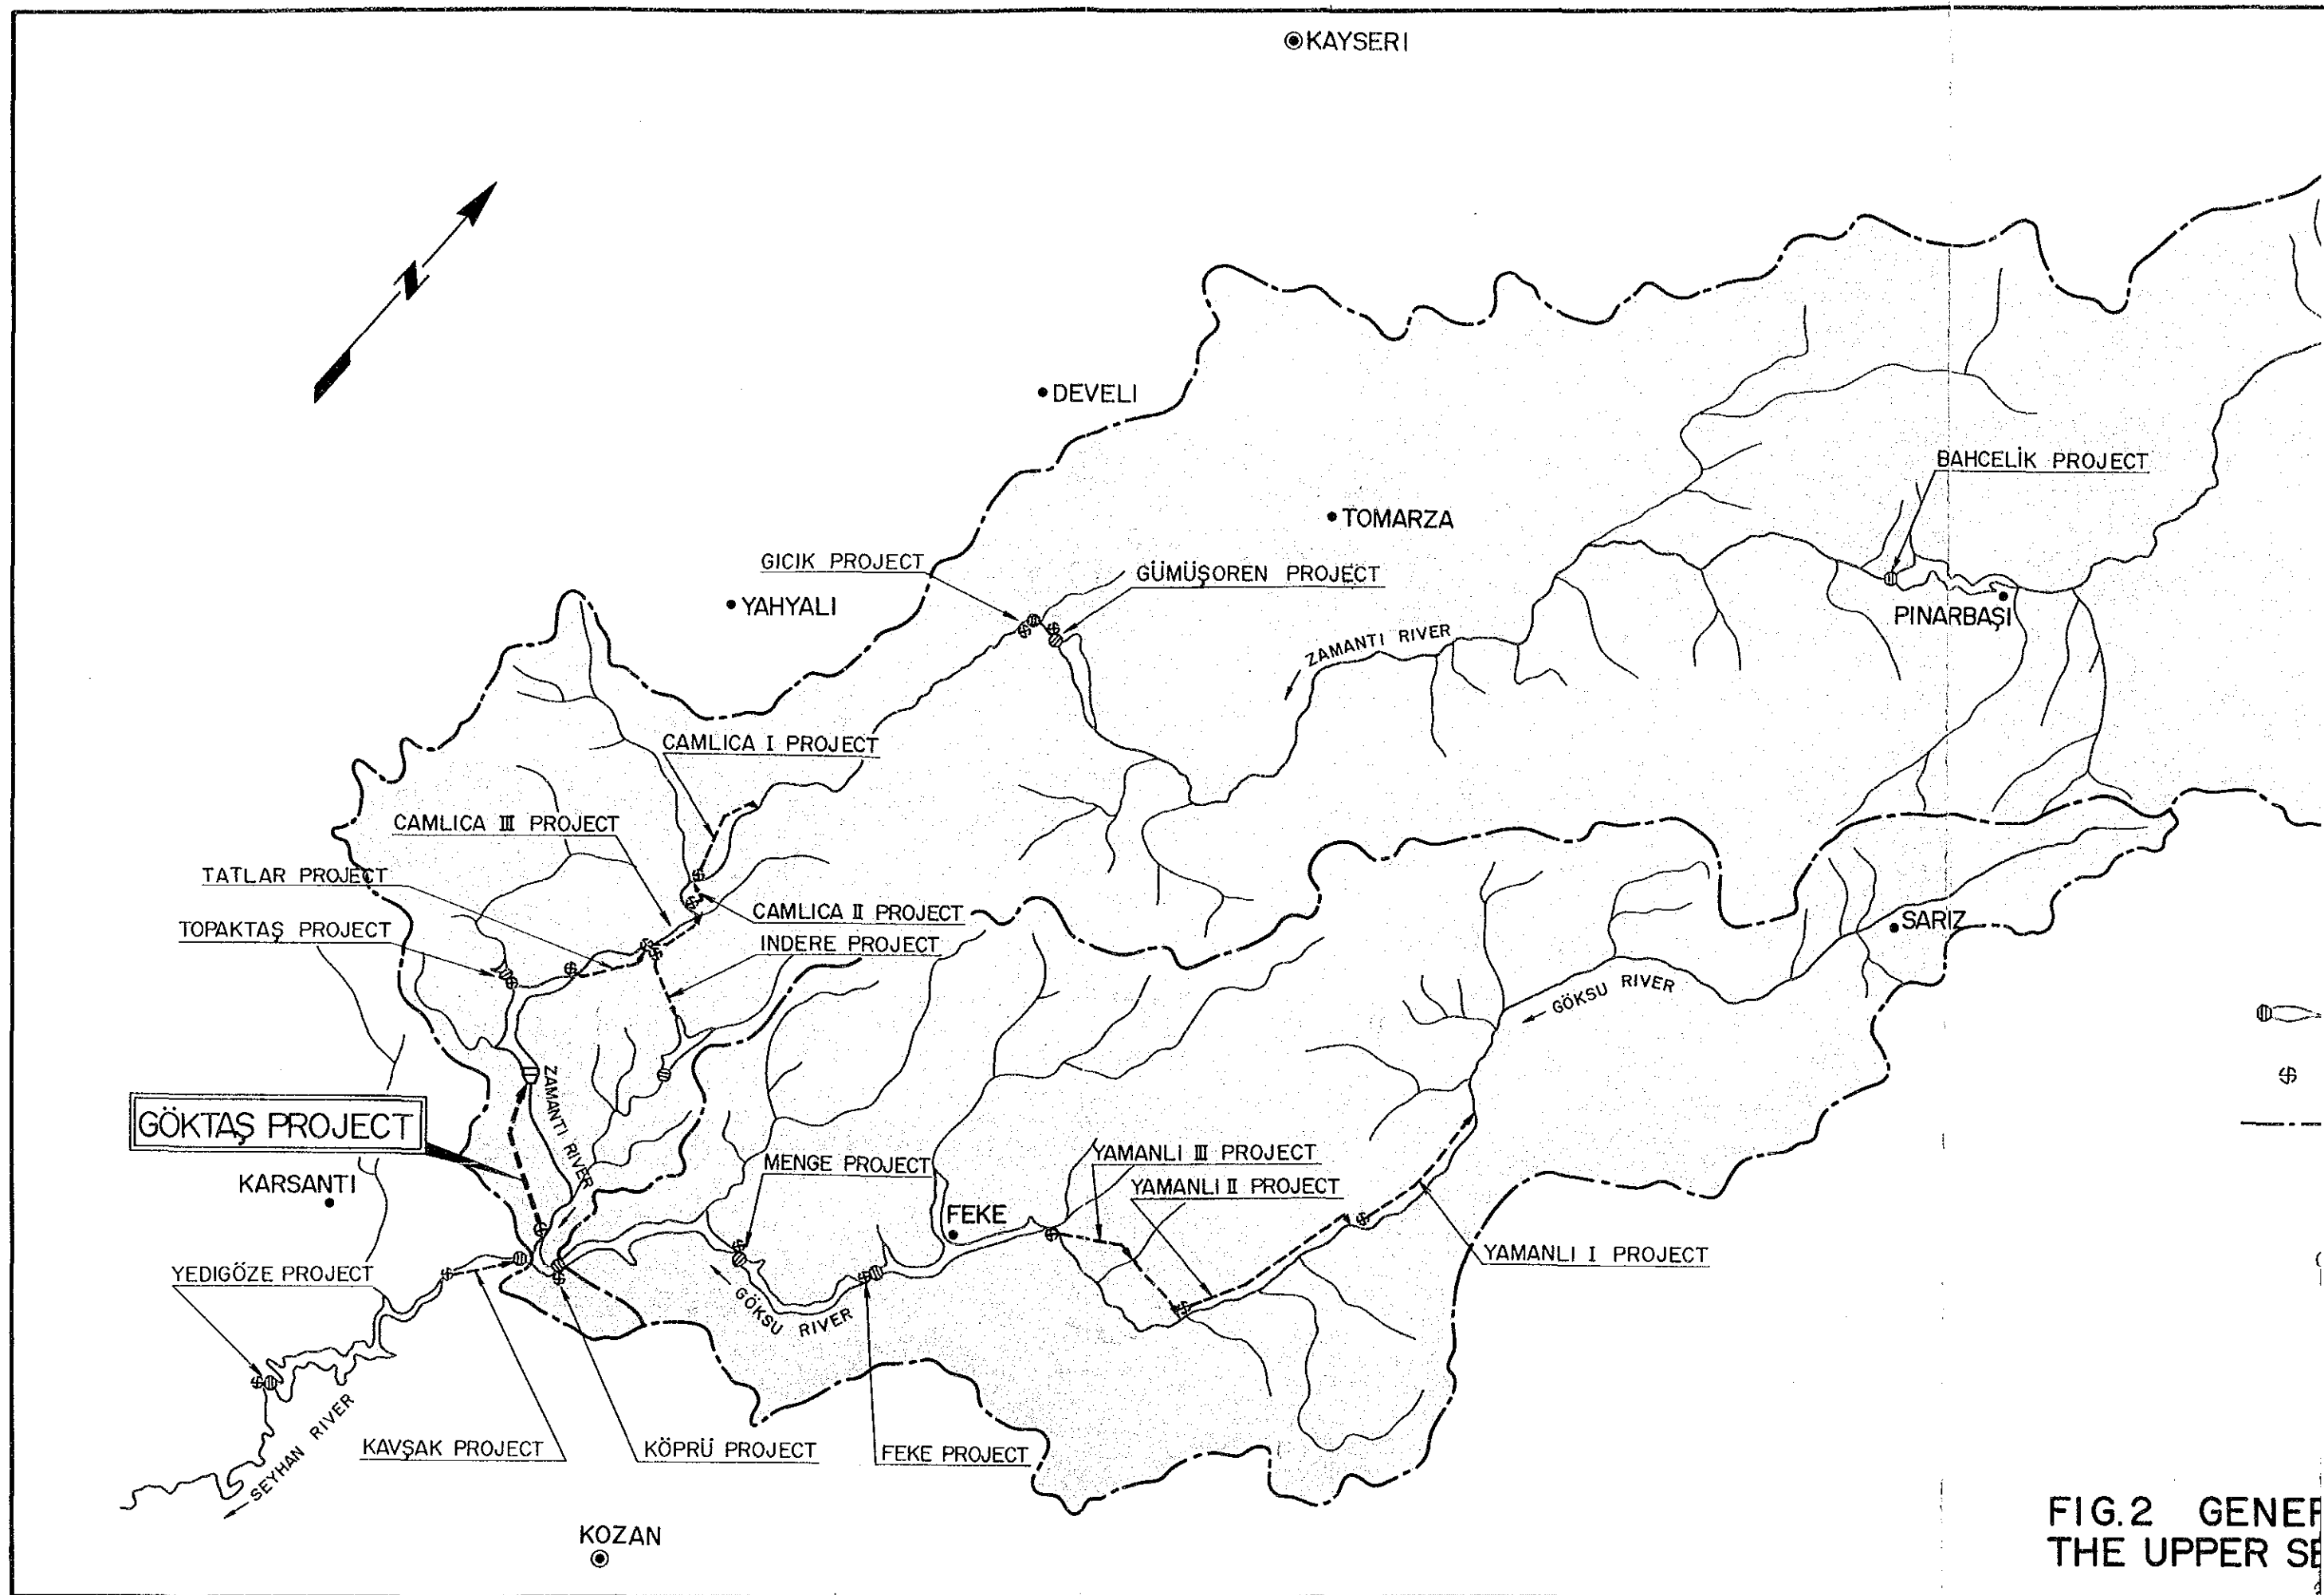 KAYSERI
N
DEVELI
BAHCELİK PROJECT
TOMARZA
GICIK PROJECT
GÜMÜŞOREN PROJECT
YAHYALI
PINARBAŞI
ZAMANTI RIVER
CAMLICA I PROJECT
CAMLICA III PROJECT
TATLAR PROJECT
CAMLICA II PROJECT
TOPAKTAŞ PROJECT
INDERE PROJECT
SARIZ
GÖKSU RIVER
ZAMANTI RIVER
GÖKTAŞ PROJECT
MENGE PROJECT
YAMANLI III PROJECT
KARSANTI
YAMANLI II PROJECT
FEKE
YAMANLI I PROJECT
YEDIGÖZE PROJECT
GÖKSU RIVER
SEYHAN RIVER
KAVŞAK PROJECT
KÖPRÜ PROJECT
FEKE PROJECT
KOZAN
FIG.2 GENER
THE UPPER SE